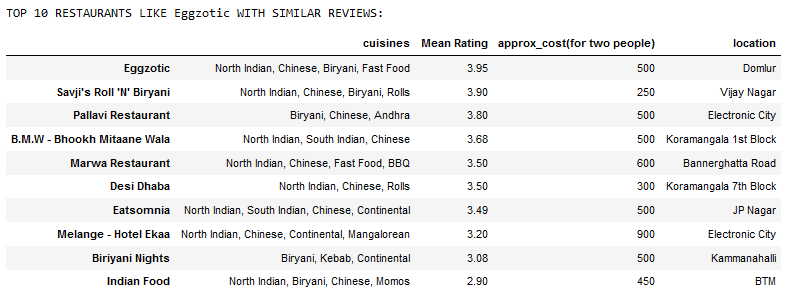 TOP 10 RESTAURANTS LIKE Eggzotic WITH SIMILAR REVIEWS:
cuisines Mean Rating approx_cost(for two people) location
Eggzotic North Indian, Chinese, Biryani, Fast Food 3.95 500 Domlur
Savji's Roll 'N' Biryani North Indian, Chinese, Biryani, Rolls 3.90 250 Vijay Nagar
Pallavi Restaurant Biryani, Chinese, Andhra 3.80 500 Electronic City
B.M.W - Bhookh Mitaane Wala North Indian, South Indian, Chinese 3.68 500 Koramangala 1st Block
Marwa Restaurant North Indian, Chinese, Fast Food, BBQ 3.50 600 Bannerghatta Road
Desi Dhaba North Indian, Chinese, Rolls 3.50 300 Koramangala 7th Block
Eatsomnia North Indian, South Indian, Chinese, Continental 3.49 500 JP Nagar
Melange - Hotel Ekaa North Indian, Chinese, Continental, Mangalorean 3.20 900 Electronic City
Biriyani Nights Biryani, Kebab, Continental 3.08 500 Kammanahalli
Indian Food North Indian, Biryani, Chinese, Momos 2.90 450 BTM